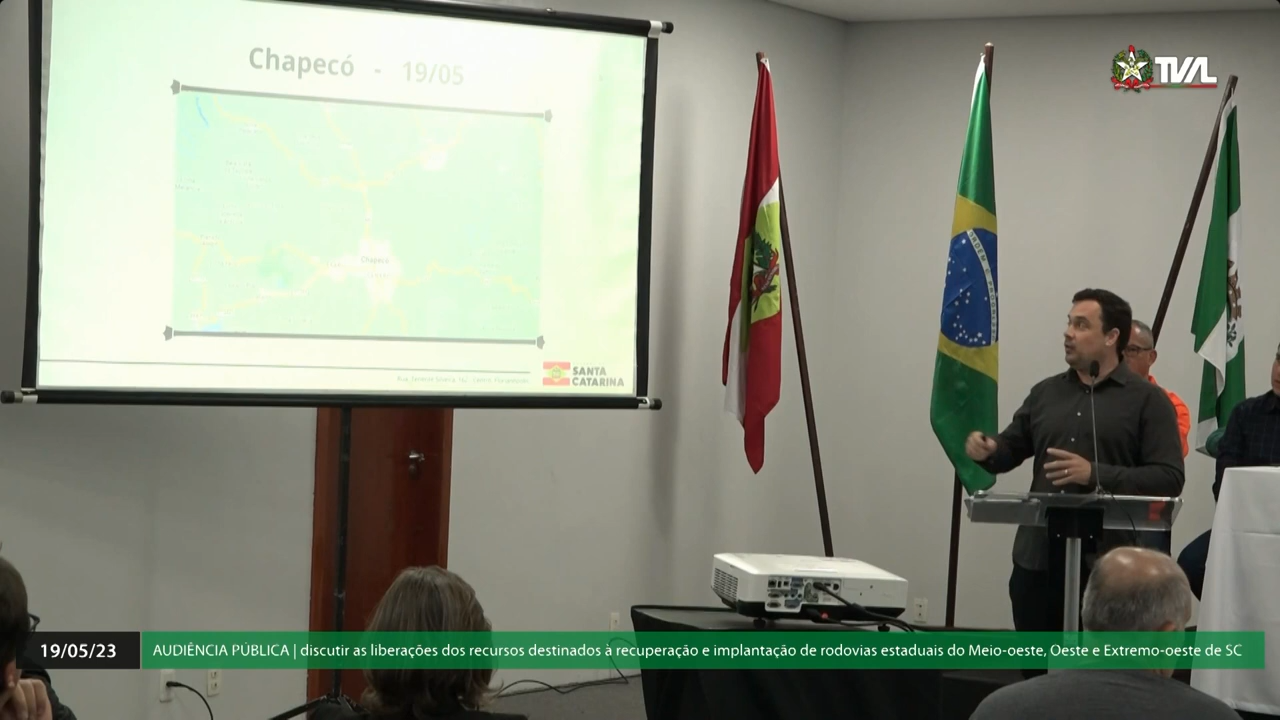 Chapecó - 19/05
TVAL
Chapecó
SANTA
CATARINA
19/05/23
AUDIÊNCIA PÚBLICA | discutir as liberações dos recursos destinados à recuperação e implantação de rodovias estaduais do Meio-oeste, Oeste e Extremo-oeste de SC